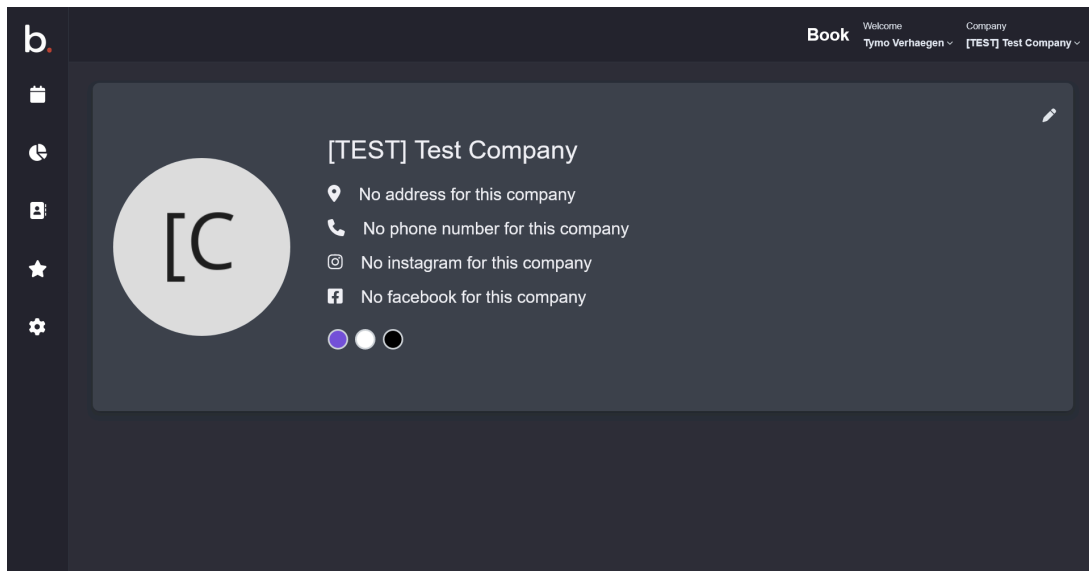 b.
Book
Welcome
Tymo Verhaegen
Company
[TEST] Test Company
[TEST] Test Company
[C
No address for this company
No phone number for this company
No instagram for this company
No facebook for this company